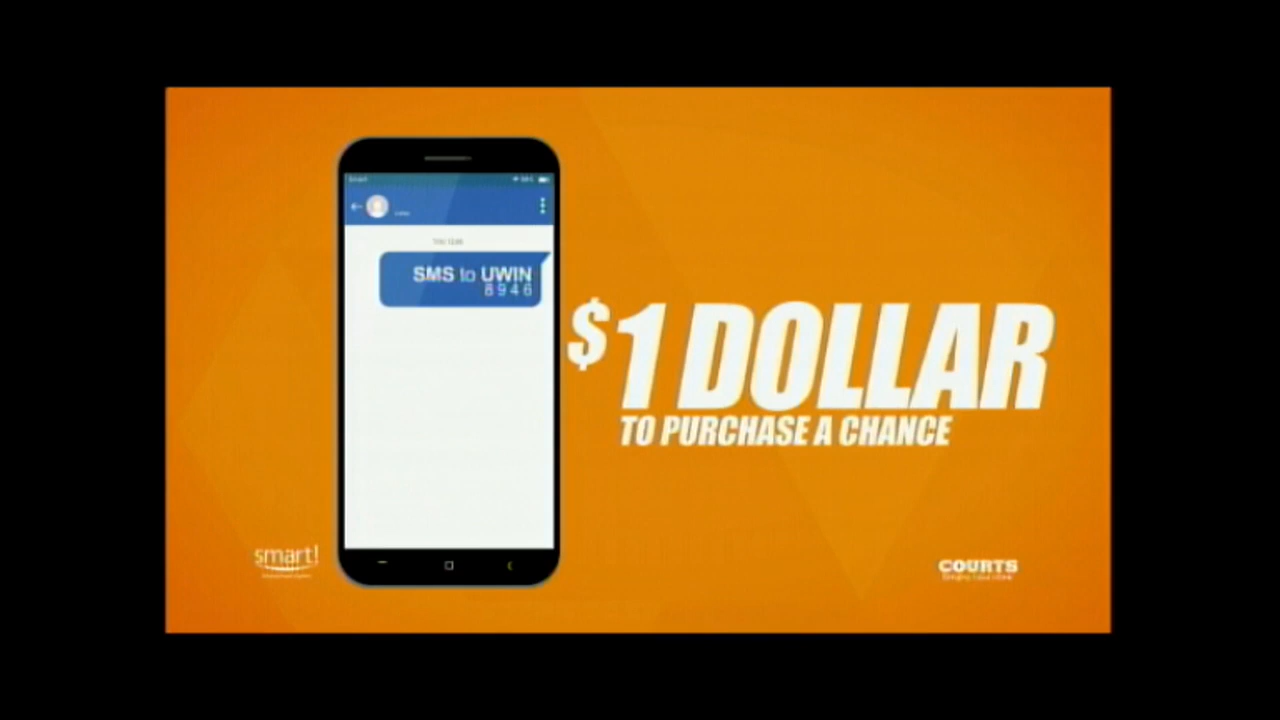 SMS to UWIN
8946
$1 DOLLAR
TO PURCHASE A CHANCE
smart!
COURTS